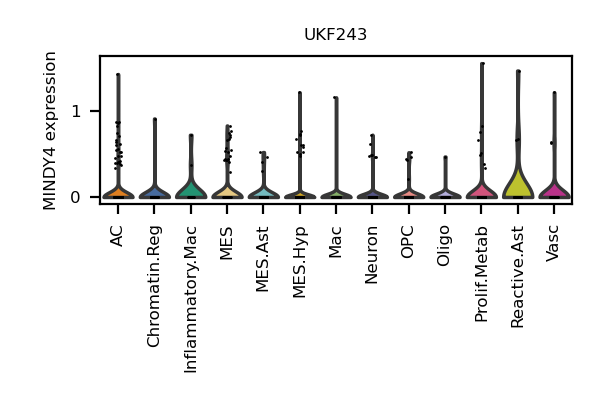 UKF243
MINDY4 expression
1
0
AC
Chromatin.Reg
Inflammatory.Mac
MES
MES.Ast
MES.Hyp
Mac
Neuron
OPC
Oligo
Prolif.Metab
Reactive.Ast
Vasc